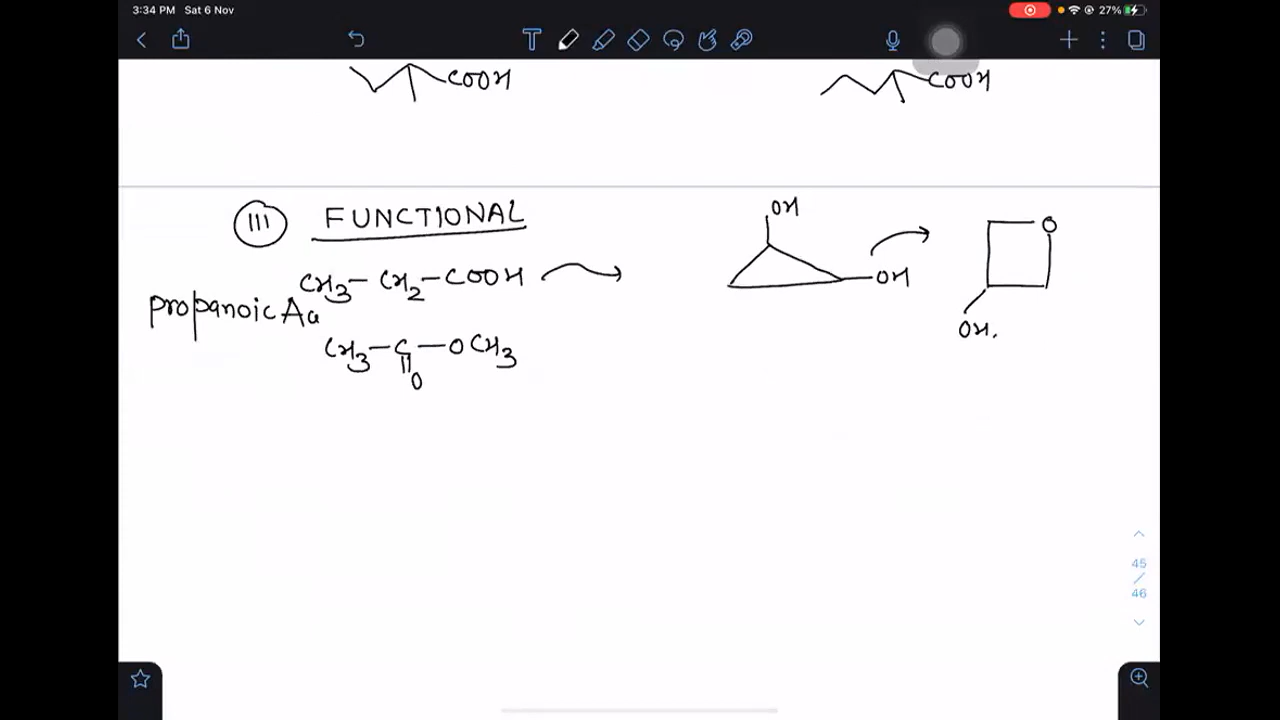 3:34 PM Sat 6 Nov
27%
COOH
COOH
III FUNCTIONAL
CH3-CH2-COOH
propanoic Ac
CH3-C-OCH3
O
OH
OH
O
OH.
T
45
/
46